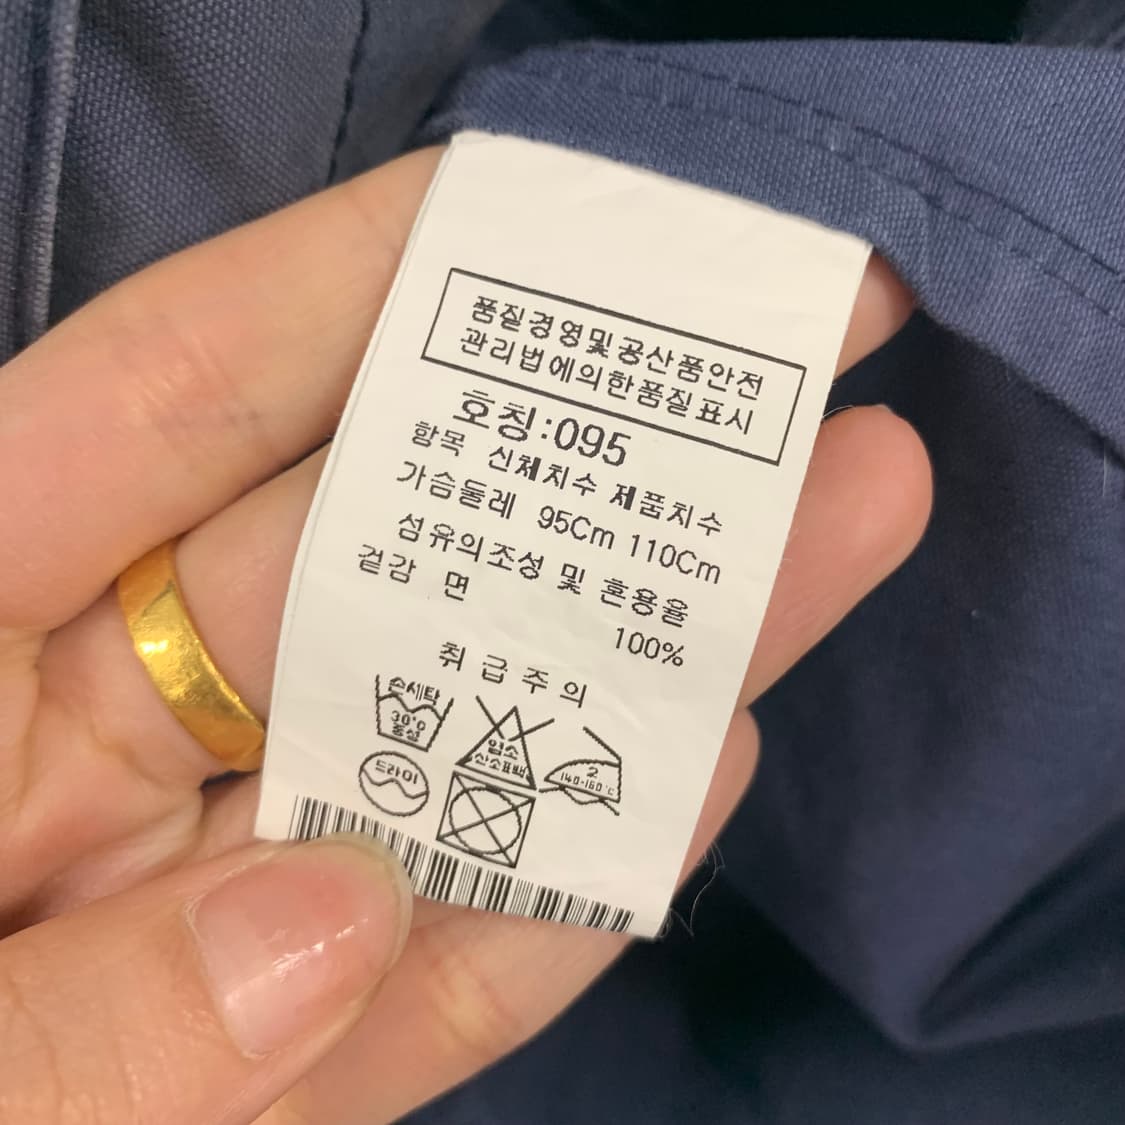 품질경영및공산품안전
관리법에의한품질표시
호칭:095
항목 신체치수 제품치수
가슴둘레 95Cm 110Cm
섬유의조성 및 혼용율
겉감 면 100%
취급주의
손세탁
30°C
중성
염소
산소표백
2
140-160°C
드라이